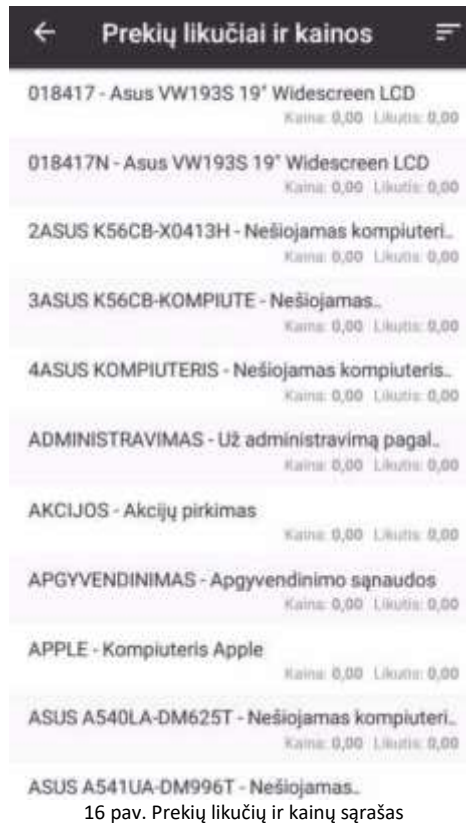 Prekių likučiai ir kainos
018417 - Asus VW193S 19" Widescreen LCD
Kaina: 0,00 Likutis: 0,00
018417N - Asus VW193S 19" Widescreen LCD
Kaina: 0,00 Likutis: 0,00
2ASUS K56CB-X0413H - Nešiojamas kompiuteri..
Kaina: 0,00 Likutis: 0,00
3ASUS K56CB-KOMPIUTE - Nešiojamas..
Kaina: 0,00 Likutis: 0,00
4ASUS KOMPIUTERIS - Nešiojamas kompiuteris..
Kaina: 0,00 Likutis: 0,00
ADMINISTRAVIMAS - Už administravimą pagal..
Kaina: 0,00 Likutis: 0,00
AKCIJOS - Akcijų pirkimas
Kaina: 0,00 Likutis: 0,00
APGYVENDINIMAS - Apgyvendinimo sąnaudos
Kaina: 0,00 Likutis: 0,00
APPLE - Kompiuteris Apple
Kaina: 0,00 Likutis: 0,00
ASUS A540LA-DM625T - Nešiojamas kompiuteri..
Kaina: 0,00 Likutis: 0,00
ASUS A541UA-DM996T - Nešiojamas..
16 pav. Prekių likučių ir kainų sąrašas